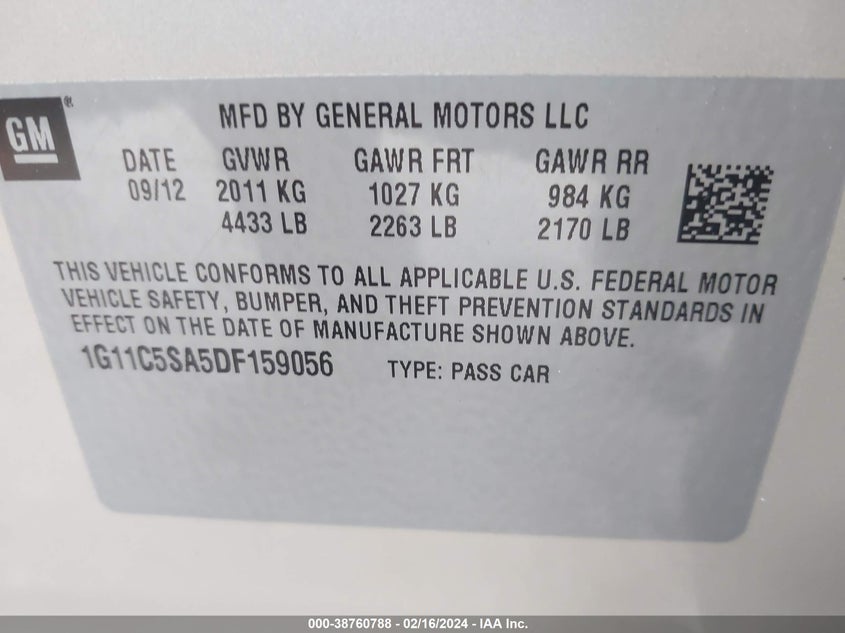 GM®
MFD BY GENERAL MOTORS LLC
DATE GVWR GAWR FRT GAWR RR
09/12 2011 KG 1027 KG 984 KG
4433 LB 2263 LB 2170 LB
THIS VEHICLE CONFORMS TO ALL APPLICABLE U.S. FEDERAL MOTOR
VEHICLE SAFETY, BUMPER, AND THEFT PREVENTION STANDARDS IN
EFFECT ON THE DATE OF MANUFACTURE SHOWN ABOVE.
1G11C5SA5DF159056 TYPE: PASS CAR
000-38760788 - 02/16/2024 - IAA Inc.